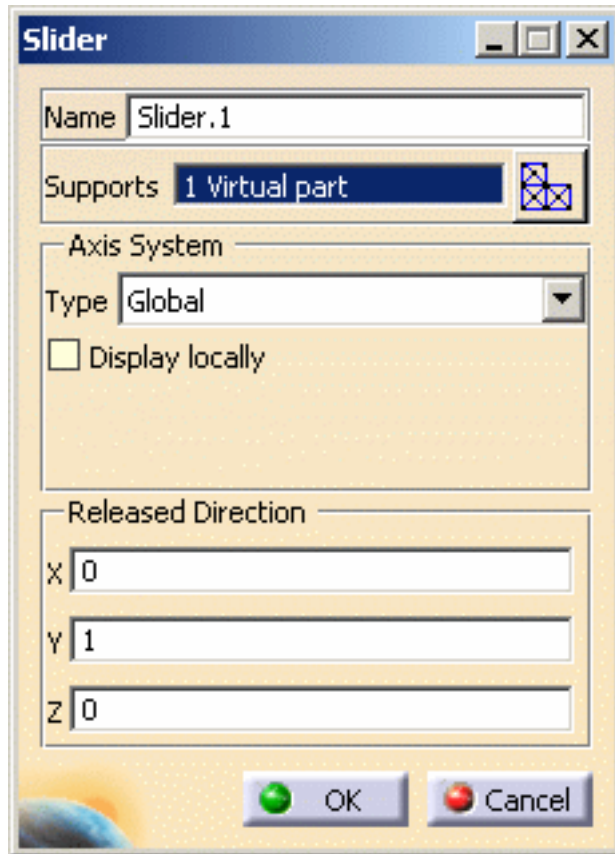 Slider
Name Slider.1
Supports 1 Virtual part
Axis System
Type Global
Display locally
Released Direction
X 0
Y 1
Z 0
OK Cancel